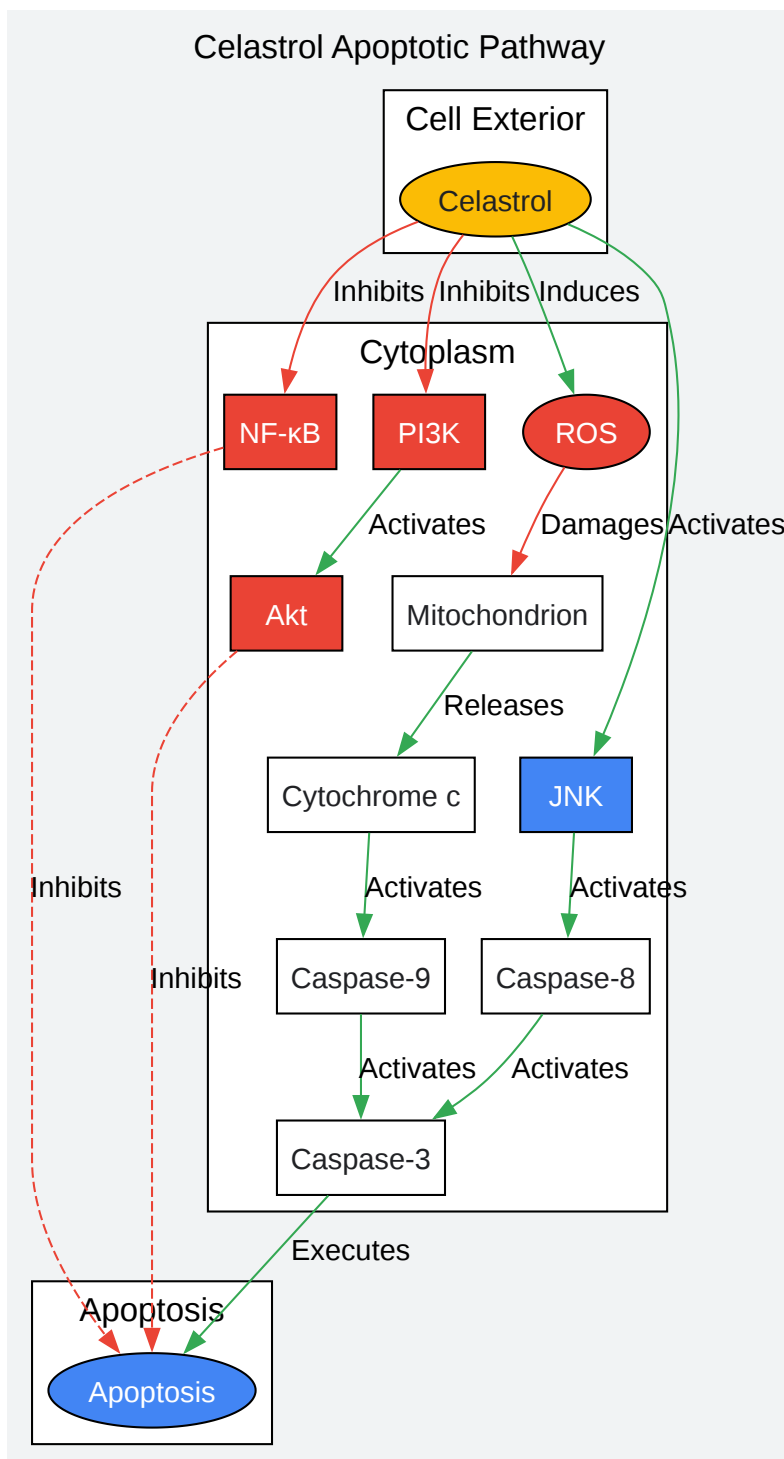 Celastrol Apoptotic Pathway
Cell Exterior
Celastrol
Inhibits
Inhibits
Induces
Cytoplasm
NF-κB
PI3K
ROS
Activates
Damages
Activates
Akt
Mitochondrion
Releases
Cytochrome c
JNK
Inhibits
Activates
Activates
Inhibits
Caspase-9
Caspase-8
Activates
Activates
Caspase-3
Executes
Apoptosis
Apoptosis